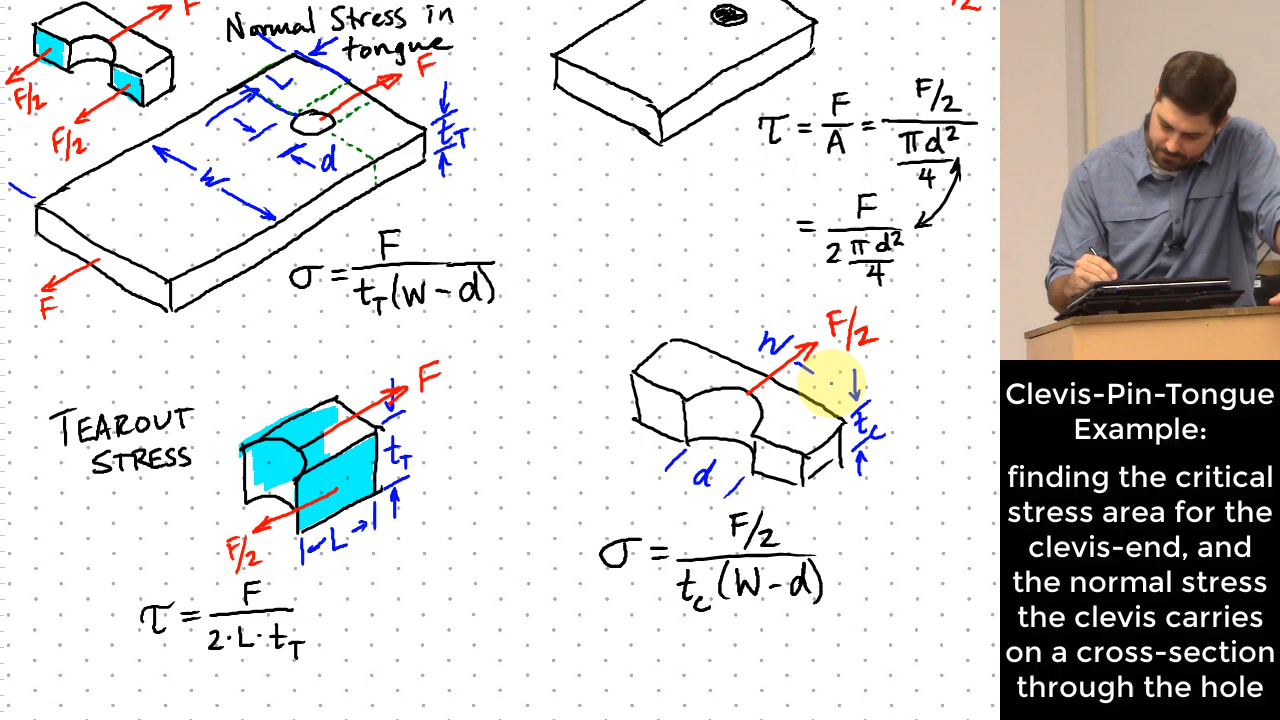 F
Normal Stress in
tongue
F/2
F/2
L
F
t_T
d
w
F
σ = F / t_T(W - d)
τ = F/A = F/2 / πd²/4
= F / 2 πd²/4
TEAROUT
STRESS
F
t_T
F/2
L
τ = F / 2·L·t_T
F/2
w
t_c
d
σ = F/2 / t_c(W - d)
Clevis-Pin-Tongue
Example:
finding the critical
stress area for the
clevis-end, and
the normal stress
the clevis carries
on a cross-section
through the hole